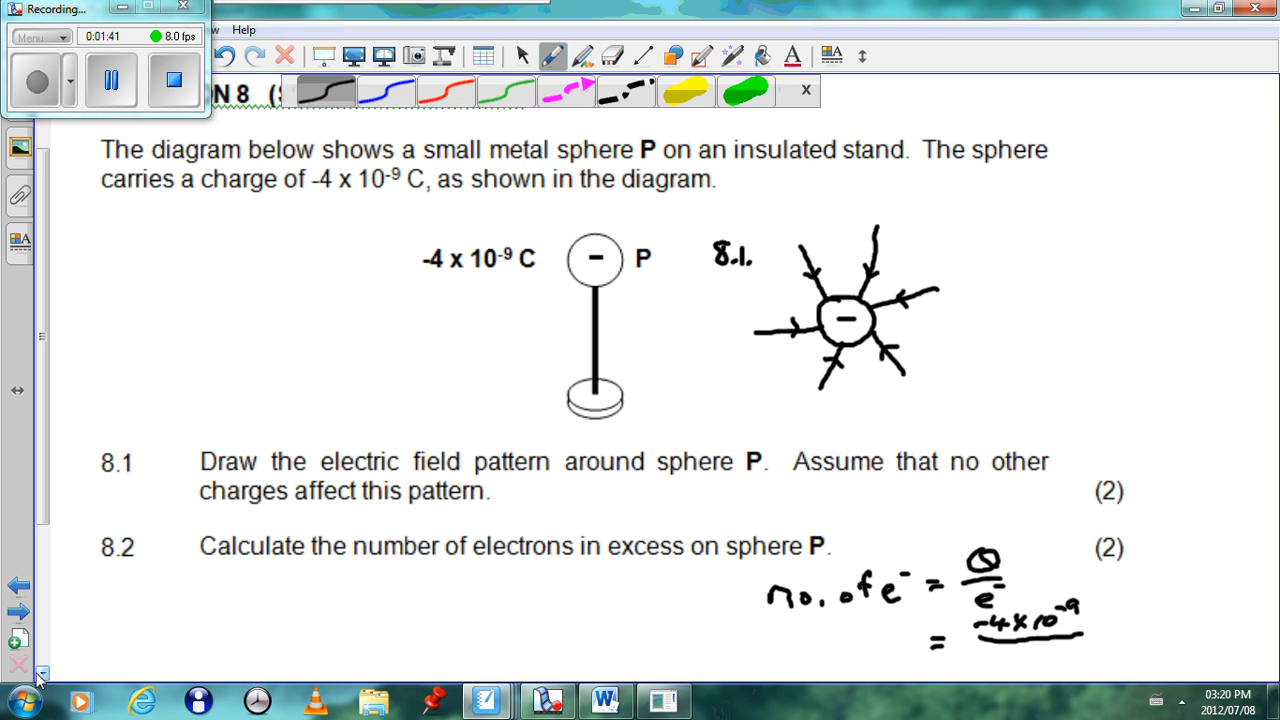 Recording...
Menu
0:01:41
8.0 fps
w Help
ON 8 (8
x
The diagram below shows a small metal sphere P on an insulated stand. The sphere
carries a charge of -4 x 10⁻⁹ C, as shown in the diagram.
-4 x 10⁻⁹ C
-
P
8.1.
-
8.1 Draw the electric field pattern around sphere P. Assume that no other
charges affect this pattern. (2)
8.2 Calculate the number of electrons in excess on sphere P. (2)
no. of e⁻ = Q
e⁻
= -4 x 10⁻⁹
03:20 PM
2012/07/08